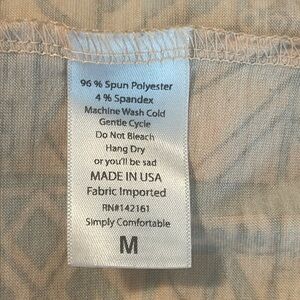 96 % Spun Polyester
4 % Spandex
Machine Wash Cold
Gentle Cycle
Do Not Bleach
Hang Dry
or you'll be sad
MADE IN USA
Fabric Imported
RN#142161
Simply Comfortable
M